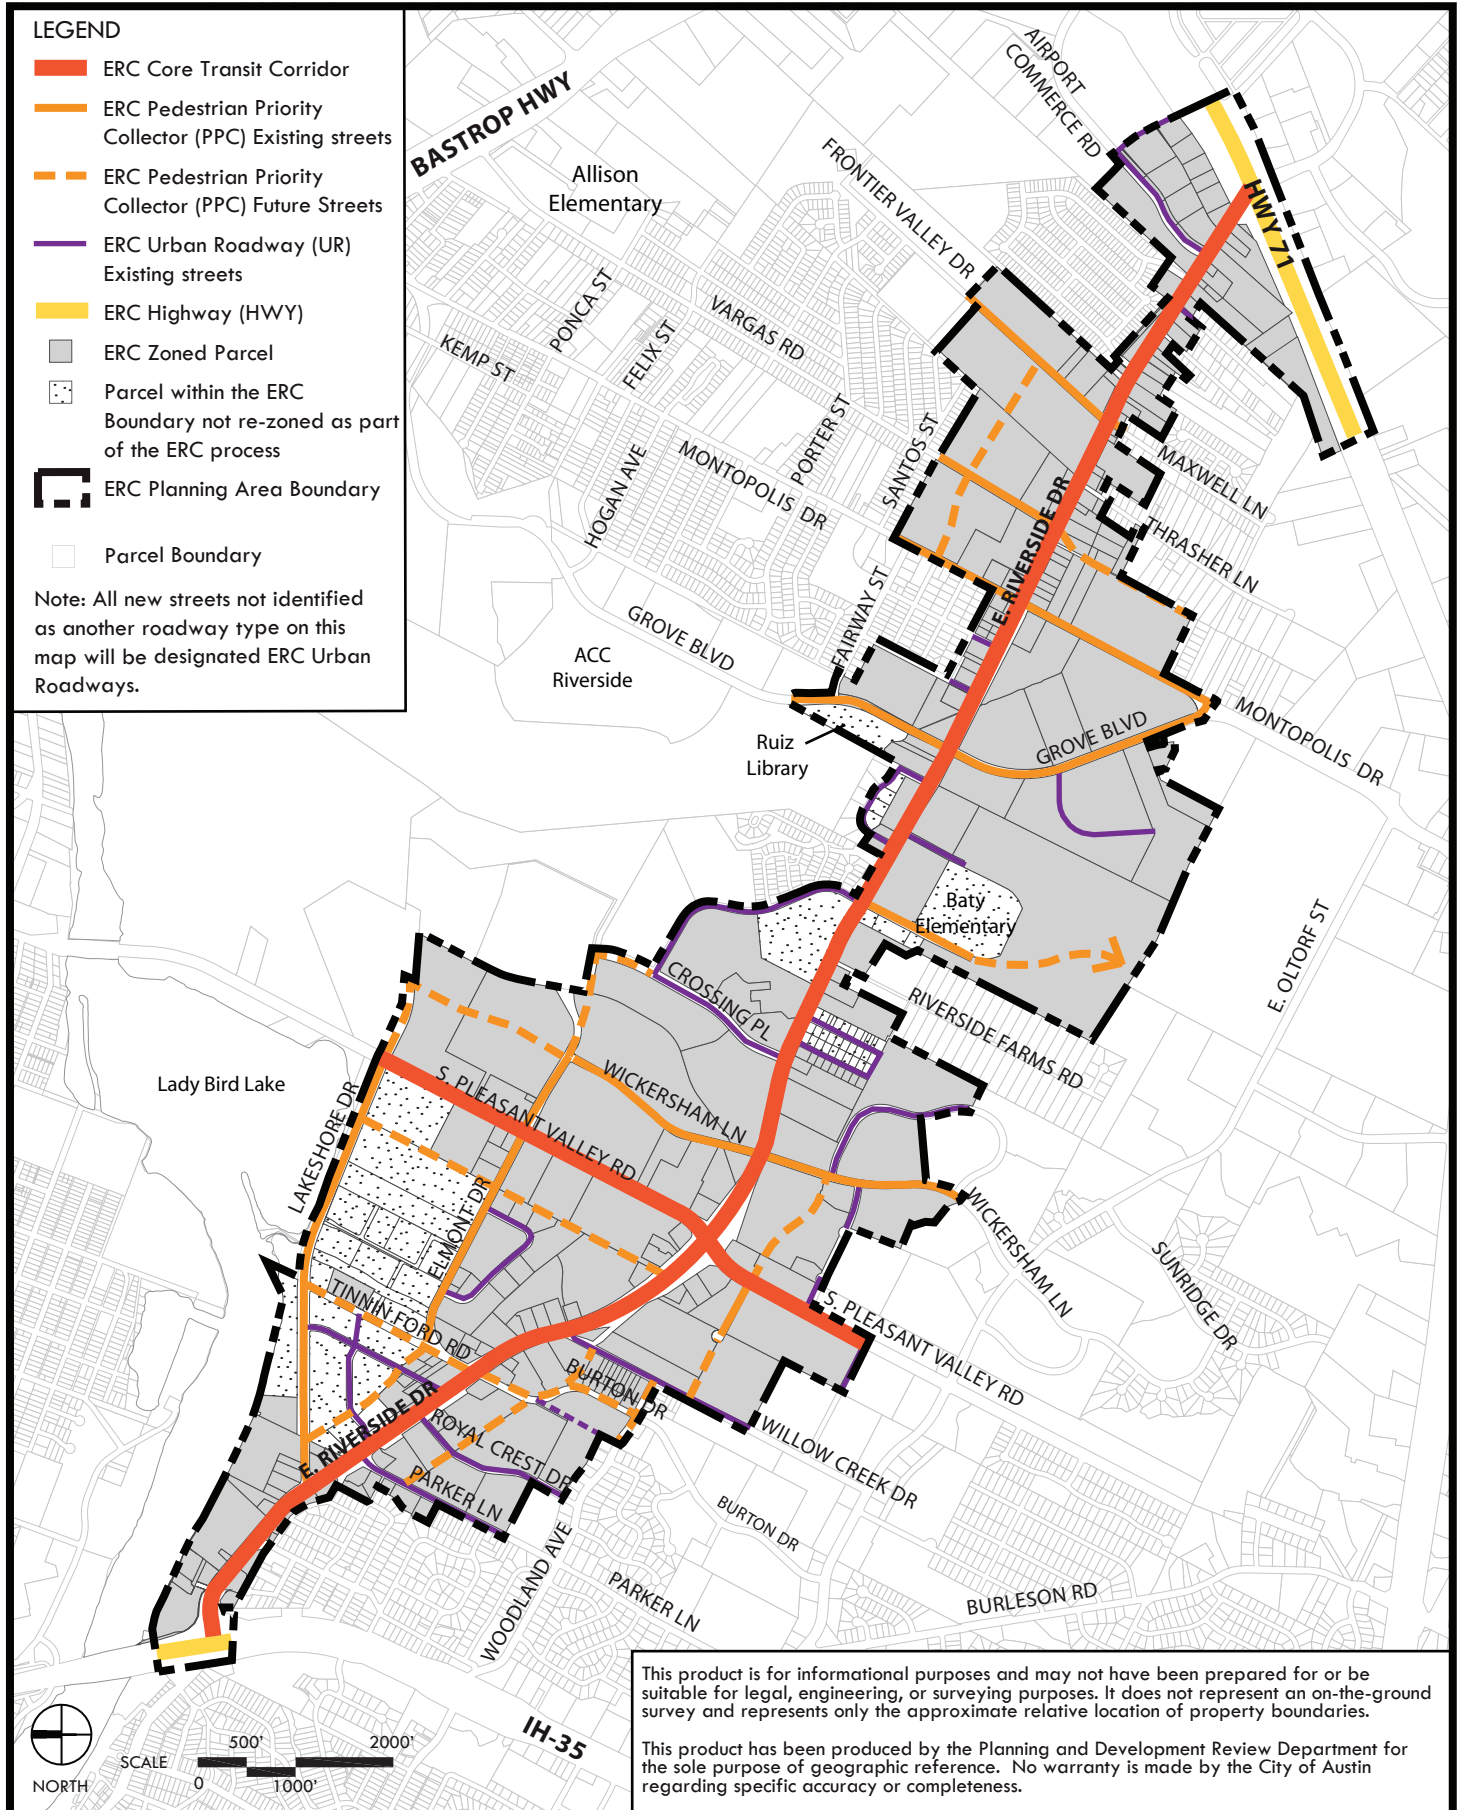 LEGEND
ERC Core Transit Corridor
ERC Pedestrian Priority
Collector (PPC) Existing streets
ERC Pedestrian Priority
Collector (PPC) Future Streets
ERC Urban Roadway (UR)
Existing streets
ERC Highway (HWY)
ERC Zoned Parcel
Parcel within the ERC
Boundary not re-zoned as part
of the ERC process
ERC Planning Area Boundary
Parcel Boundary
Note: All new streets not identified
as another roadway type on this
map will be designated ERC Urban
Roadways.
BASTROP HWY
AIRPORT
COMMERCE RD
Allison
Elementary
FRONTIER VALLEY DR
HWY 71
PONCA ST
VARGAS RD
KEMP ST
FELIX ST
PORTER ST
SANTOS ST
HOGAN AVE
MONTOPOLIS DR
MAXWELL LN
THRASHER LN
E. RIVERSIDE DR
FAIRWAY ST
GROVE BLVD
ACC
Riverside
Ruiz
Library
GROVE BLVD
MONTOPOLIS DR
Baty
Elementary
E. OLTORF ST
CROSSING PL
RIVERSIDE FARMS RD
Lady Bird Lake
LAKESHORE DR
S. PLEASANT VALLEY RD
WICKERSHAM LN
ELMONT DR
WICKERSHAM LN
SUNRIDGE DR
TINNIN FORD RD
S. PLEASANT VALLEY RD
BURTON DR
E. RIVERSIDE DR
ROYAL CREST DR
PARKER LN
WILLOW CREEK DR
BURTON DR
WOODLAND AVE
PARKER LN
BURLESON RD
IH-35
NORTH
SCALE
500'
2000'
0
1000'
This product is for informational purposes and may not have been prepared for or be
suitable for legal, engineering, or surveying purposes. It does not represent an on-the-ground
survey and represents only the approximate relative location of property boundaries.
This product has been produced by the Planning and Development Review Department for
the sole purpose of geographic reference. No warranty is made by the City of Austin
regarding specific accuracy or completeness.